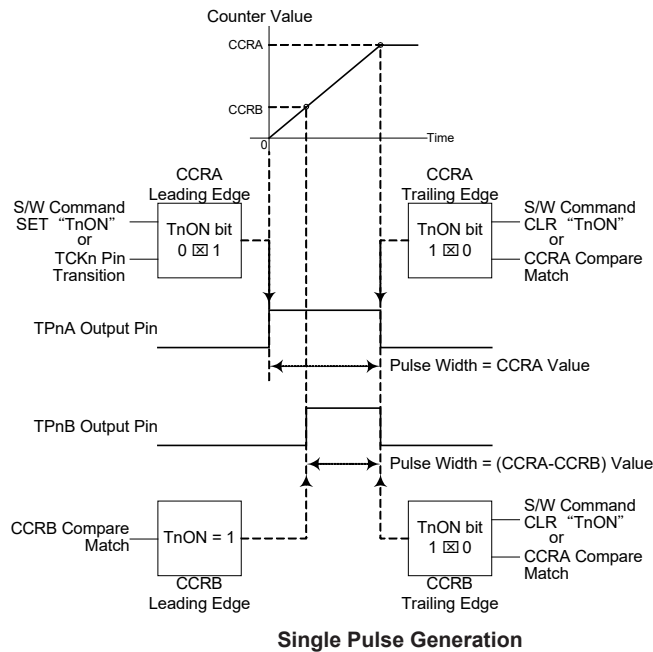 Counter Value
CCRA
CCRB
0
Time
CCRA
Leading Edge
S/W Command
SET “TnON”
or
TCKn Pin
Transition
TnON bit
0 ☒ 1
CCRA
Trailing Edge
TnON bit
1 ☒ 0
S/W Command
CLR “TnON”
or
CCRA Compare
Match
TPnA Output Pin
Pulse Width = CCRA Value
TPnB Output Pin
Pulse Width = (CCRA-CCRB) Value
CCRB Compare
Match
TnON = 1
CCRB
Leading Edge
TnON bit
1 ☒ 0
CCRB
Trailing Edge
S/W Command
CLR “TnON”
or
CCRA Compare
Match
Single Pulse Generation